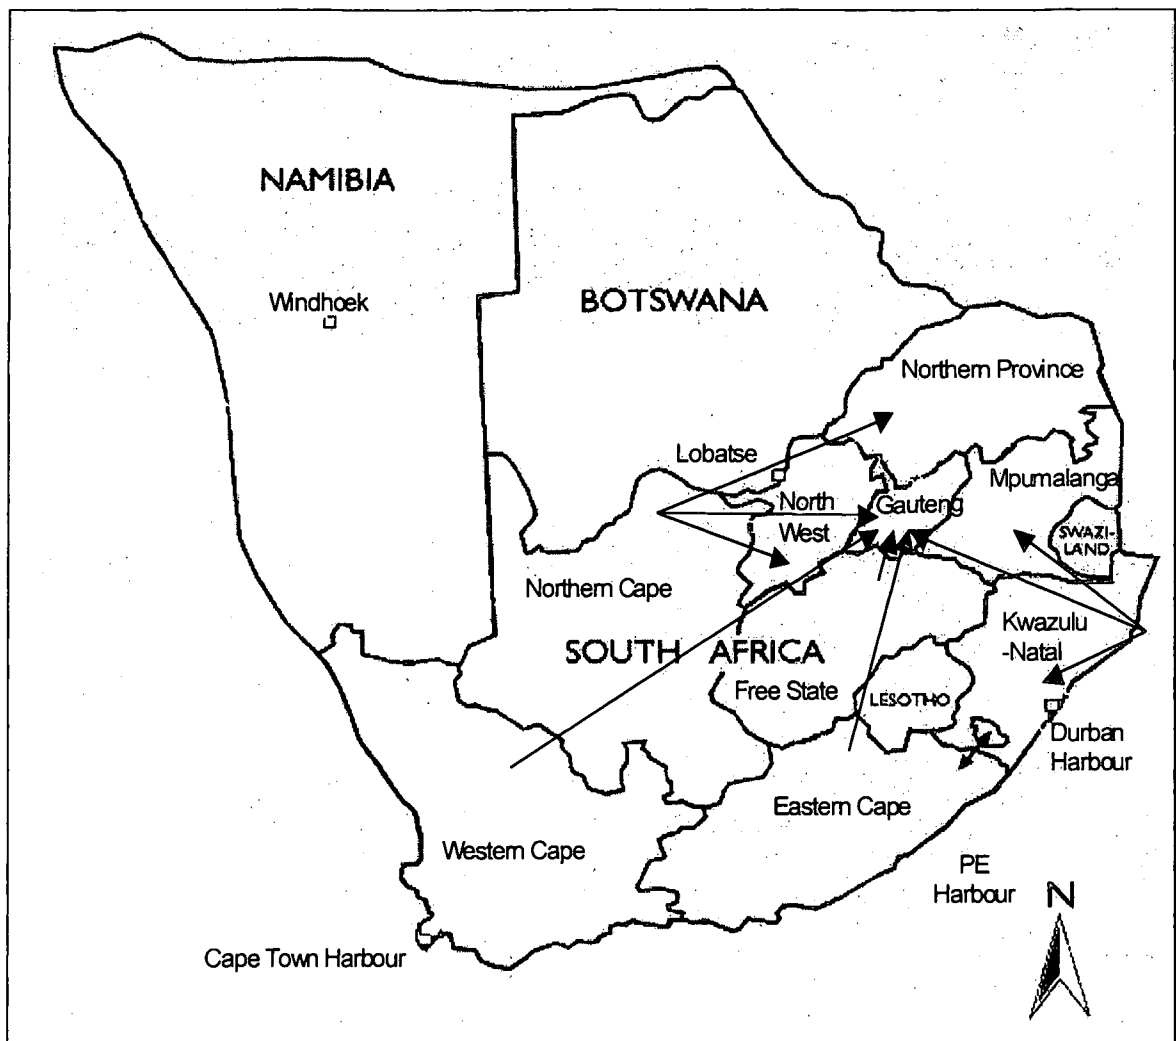 NAMIBIA
Windhoek
BOTSWANA
Northern Province
Lobatse
Mpumalanga
North
West
Gauteng
SWAZI-
LAND
Northern Cape
Kwazulu
-Natal
SOUTH AFRICA
Free State
LESOTHO
Durban
Harbour
Eastern Cape
Western Cape
PE
Harbour
N
Cape Town Harbour